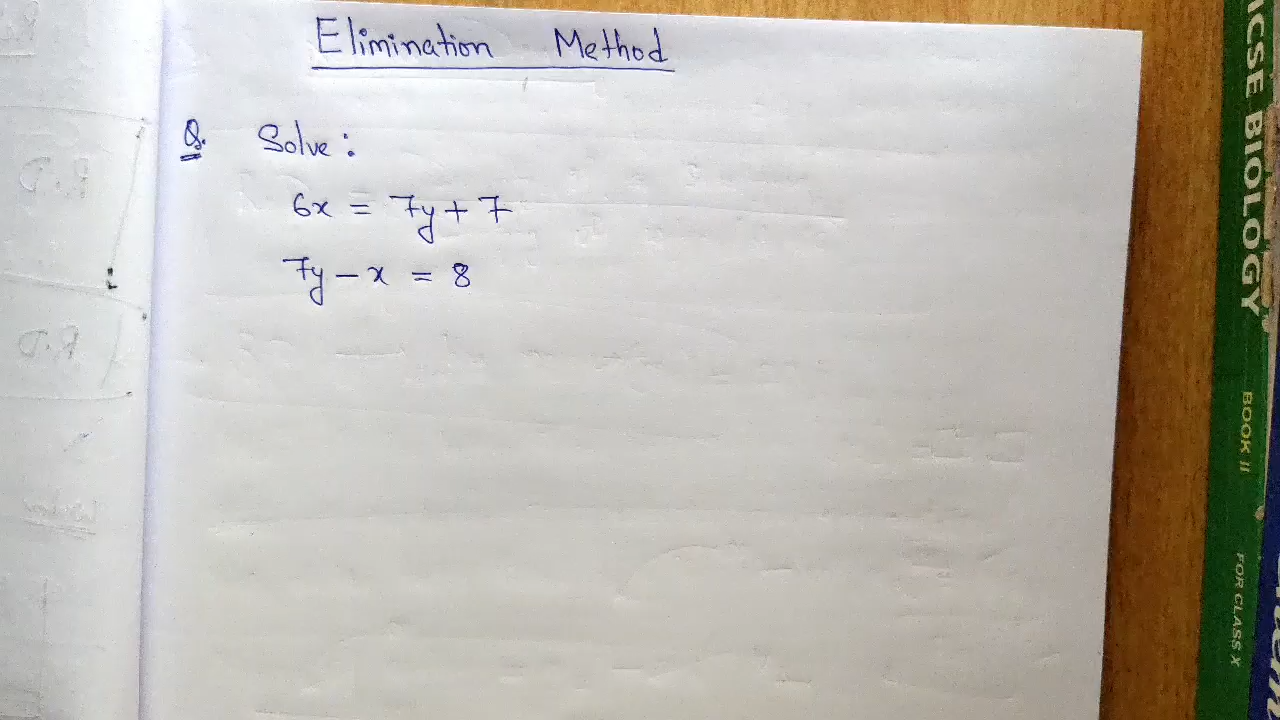 Elimination Method
Q. Solve:
6x = 7y + 7
7y - x = 8
ICSE BIOLOGY
BOOK II
FOR CLASS X